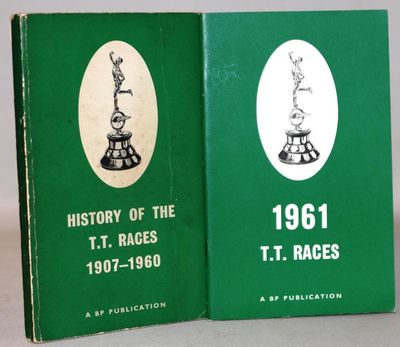 HISTORY OF THE
T.T. RACES
1907–1960
A BP PUBLICATION
1961
T.T. RACES
A BP PUBLICATION